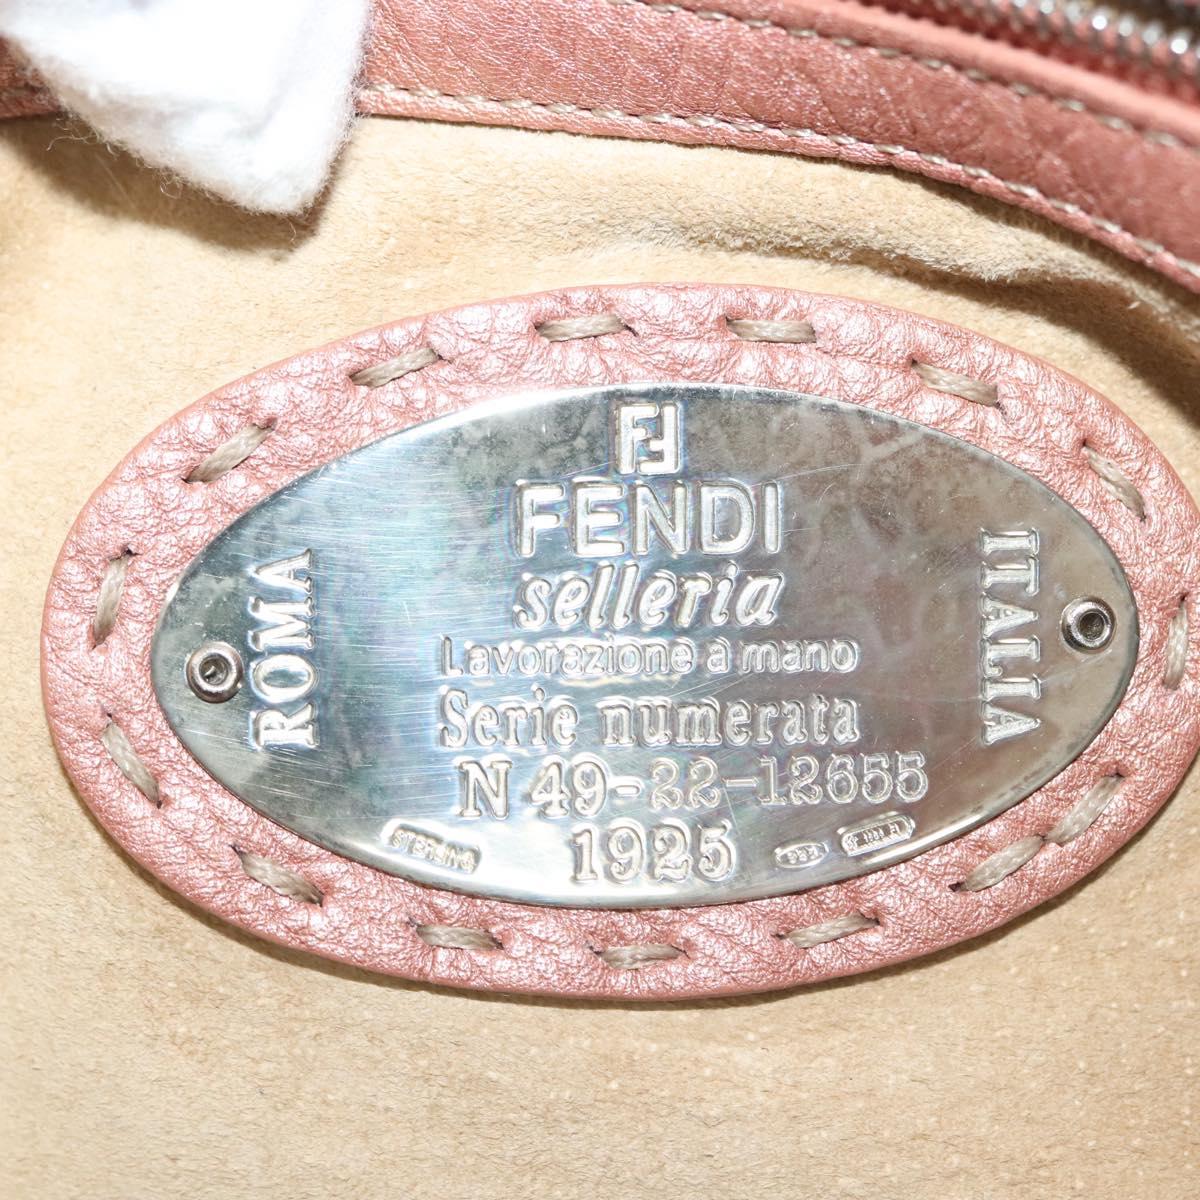 FF
FENDI
selleria
Lavorazione a mano
Serie numerata
N 49-22-12655
1925
ROMA
ITALIA
STERLING